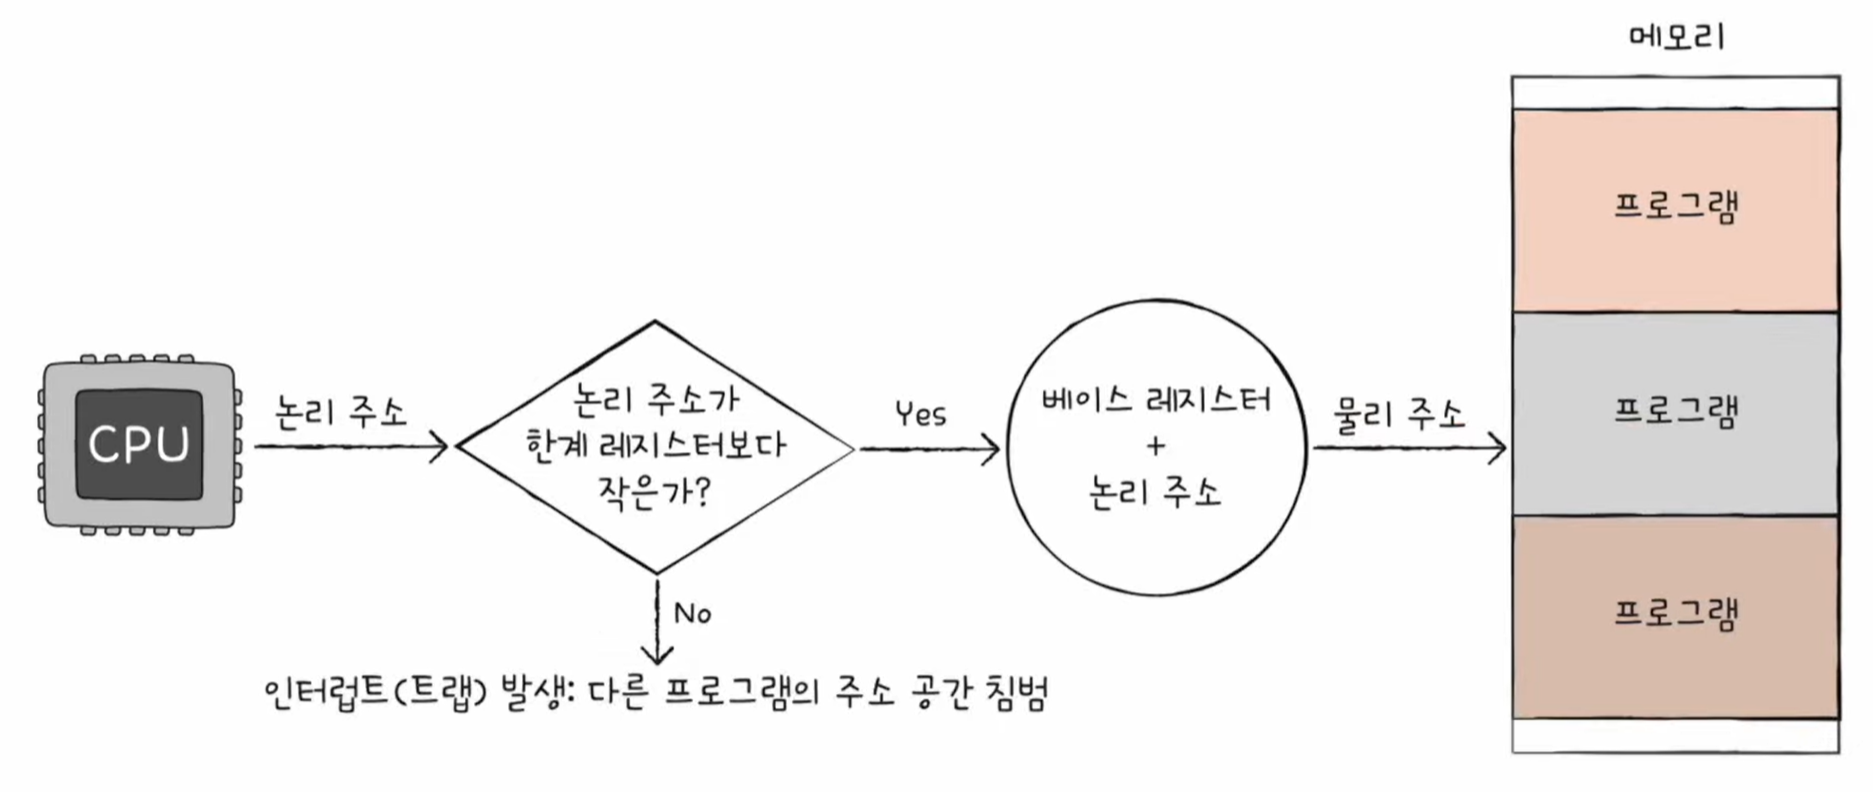 메모리
프로그램
프로그램
프로그램
CPU
논리 주소
논리 주소가
한계 레지스터보다
작은가?
Yes
베이스 레지스터
+
논리 주소
물리 주소
No
인터럽트(트랩) 발생: 다른 프로그램의 주소 공간 침범